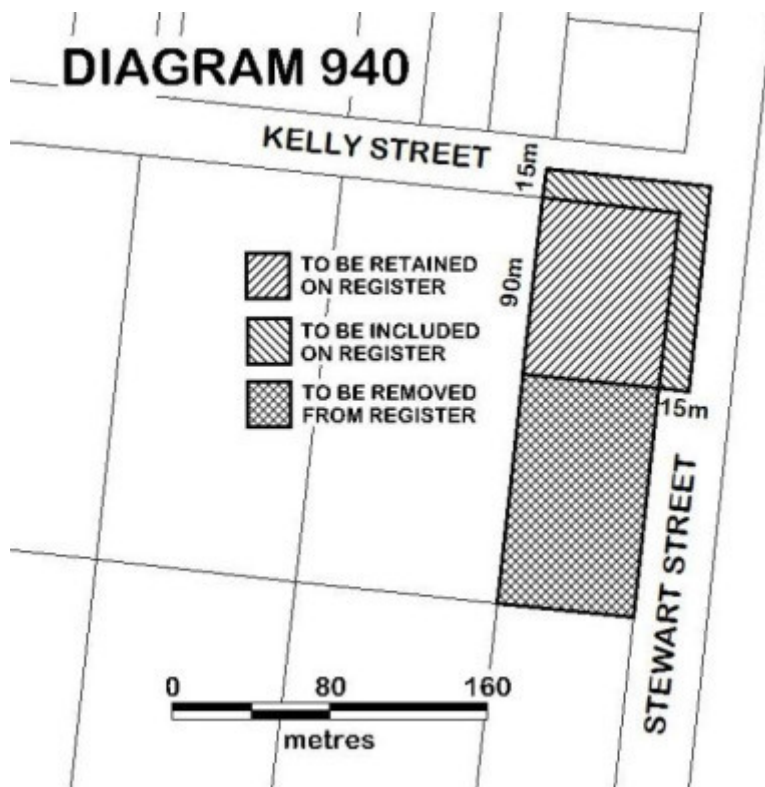 DIAGRAM 940
KELLY STREET
15m
90m
TO BE RETAINED
ON REGISTER
TO BE INCLUDED
ON REGISTER
TO BE REMOVED
FROM REGISTER
15m
STEWART STREET
0 80 160
metres